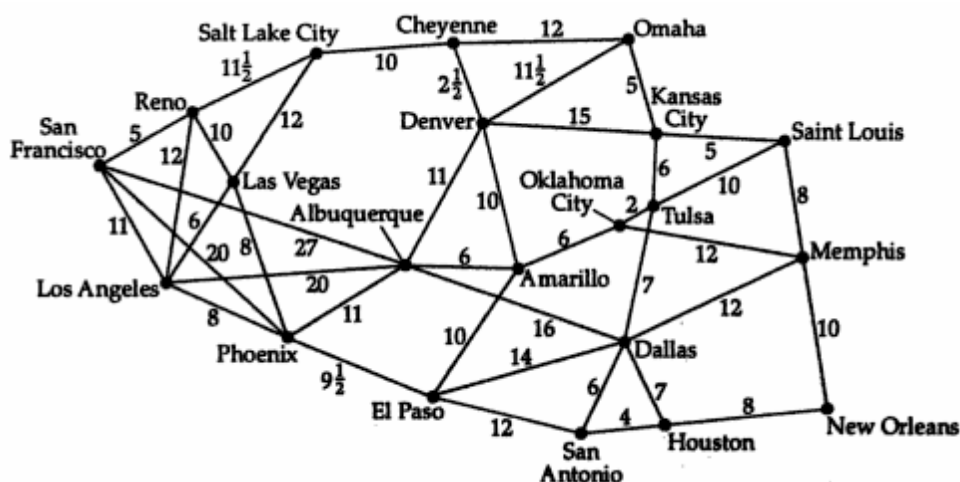 Salt Lake City
Cheyenne
12
Omaha
11½
10
2½
11½
5
Reno
Kansas
City
San
Francisco
5
10
12
Denver
15
Saint Louis
12
5
Las Vegas
11
Oklahoma
City
6
10
8
Albuquerque
10
2
Tulsa
11
6
20
8
27
6
6
12
Memphis
Los Angeles
20
Amarillo
7
8
11
10
16
12
10
Phoenix
14
Dallas
9½
6
7
El Paso
12
4
8
New Orleans
San
Antonio
Houston